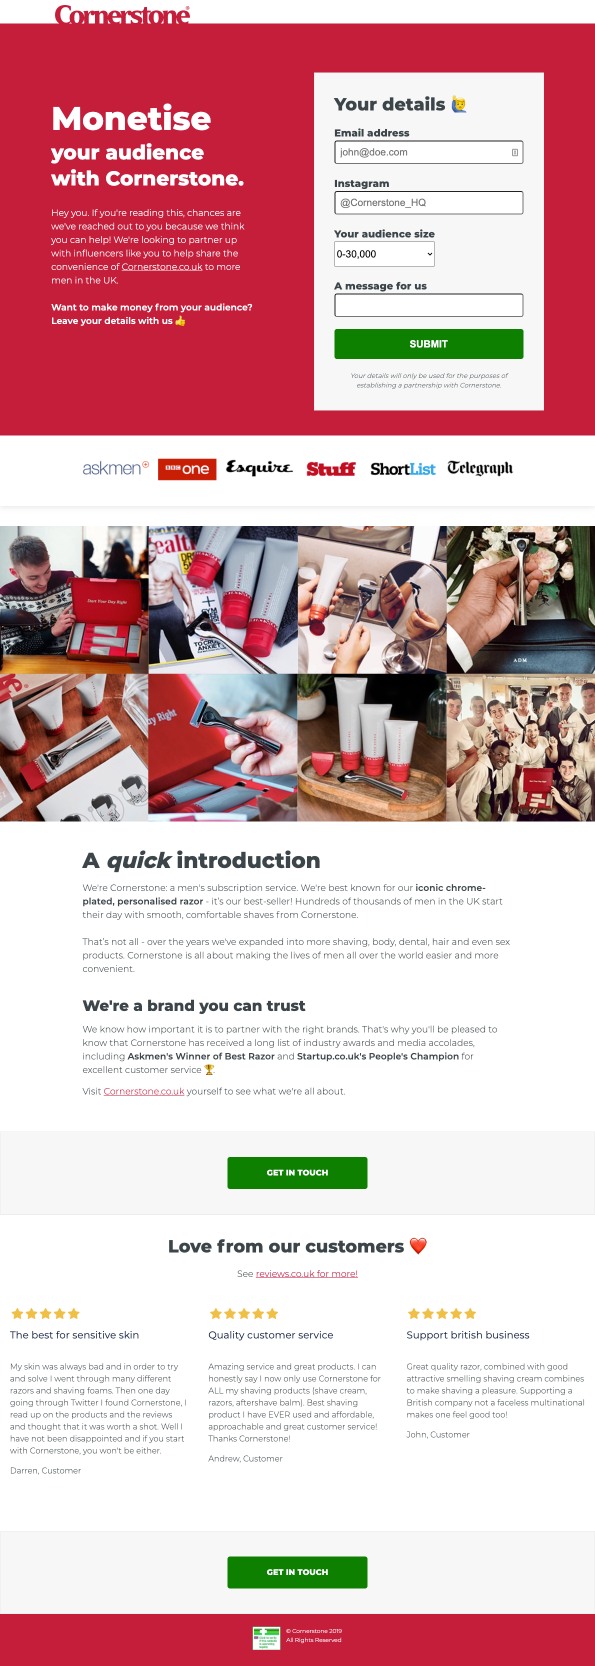 Cornerstone®
Monetise
your audience
with Cornerstone.
Hey you. If you're reading this, chances are
we've reached out to you because we think
you can help! We're looking to partner up
with influencers like you to help share the
convenience of Cornerstone.co.uk to more
men in the UK.
Want to make money from your audience?
Leave your details with us 👍
Your details 🙋‍♂️
Email address
john@doe.com
Instagram
@Cornerstone_HQ
Your audience size
0-30,000
A message for us
SUBMIT
Your details will only be used for the purposes of
establishing a partnership with Cornerstone.
askmen
BBC one
Esquire
Stuff
ShortList
Telegraph
Start Your Day Right
ADM
A quick introduction
We're Cornerstone: a men's subscription service. We're best known for our iconic chrome-
plated, personalised razor - it's our best-seller! Hundreds of thousands of men in the UK start
their day with smooth, comfortable shaves from Cornerstone.
That's not all - over the years we've expanded into more shaving, body, dental, hair and even sex
products. Cornerstone is all about making the lives of men all over the world easier and more
convenient.
We're a brand you can trust
We know how important it is to partner with the right brands. That's why you'll be pleased to
know that Cornerstone has received a long list of industry awards and media accolades,
including Askmen's Winner of Best Razor and Startup.co.uk's People's Champion for
excellent customer service 🏆
Visit Cornerstone.co.uk yourself to see what we're all about.
GET IN TOUCH
Love from our customers ❤️
See reviews.co.uk for more!
The best for sensitive skin
My skin was always bad and in order to try
and solve I went through many different
razors and shaving foams. Then one day
going through Twitter I found Cornerstone, I
read up on the products and the reviews
and thought that it was worth a shot. Well I
have not been disappointed and if you start
with Cornerstone, you won't be either.
Darren, Customer
Quality customer service
Amazing service and great products. I can
honestly say I now only use Cornerstone for
ALL my shaving products (shave cream,
razors, aftershave balm). Best shaving
product I have EVER used and affordable,
approachable and great customer service!
Thanks Cornerstone!
Andrew, Customer
Support british business
Great quality razor, combined with good
attractive smelling shaving cream combines
to make shaving a pleasure. Supporting a
British company not a faceless multinational
makes one feel good too!
John, Customer
GET IN TOUCH
© Cornerstone 2019
All Rights Reserved